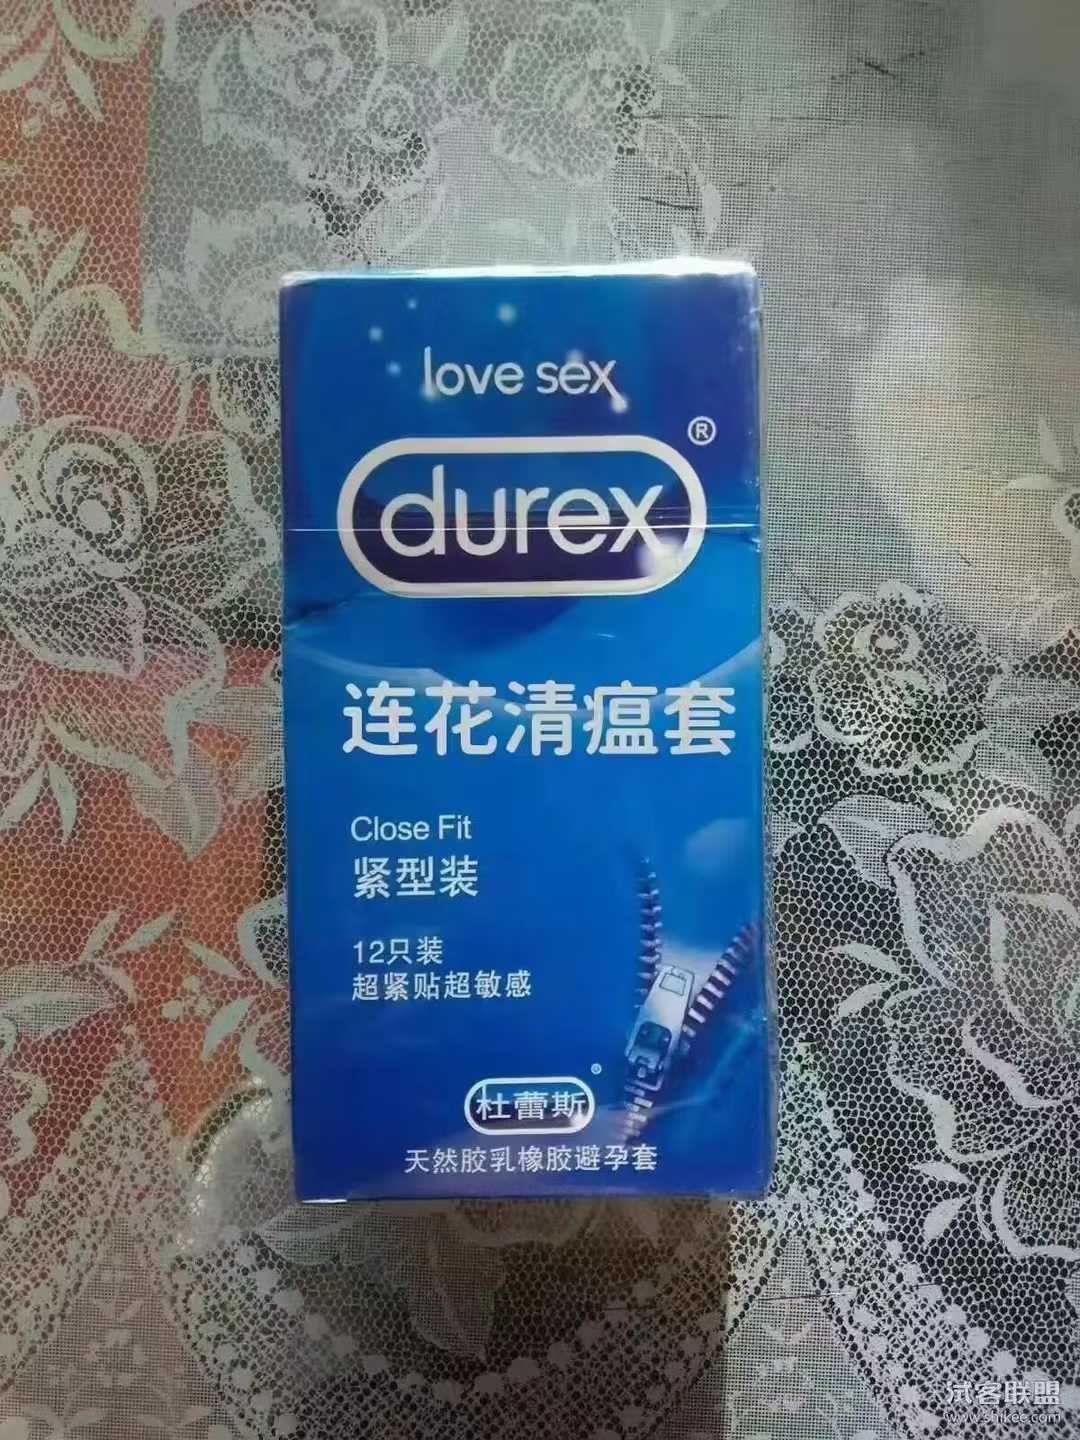 love sex
durex®
连花清瘟套
Close Fit
紧型装
12只装
超紧贴超敏感
杜蕾斯®
天然胶乳橡胶避孕套
试客联盟
www.shikee.com